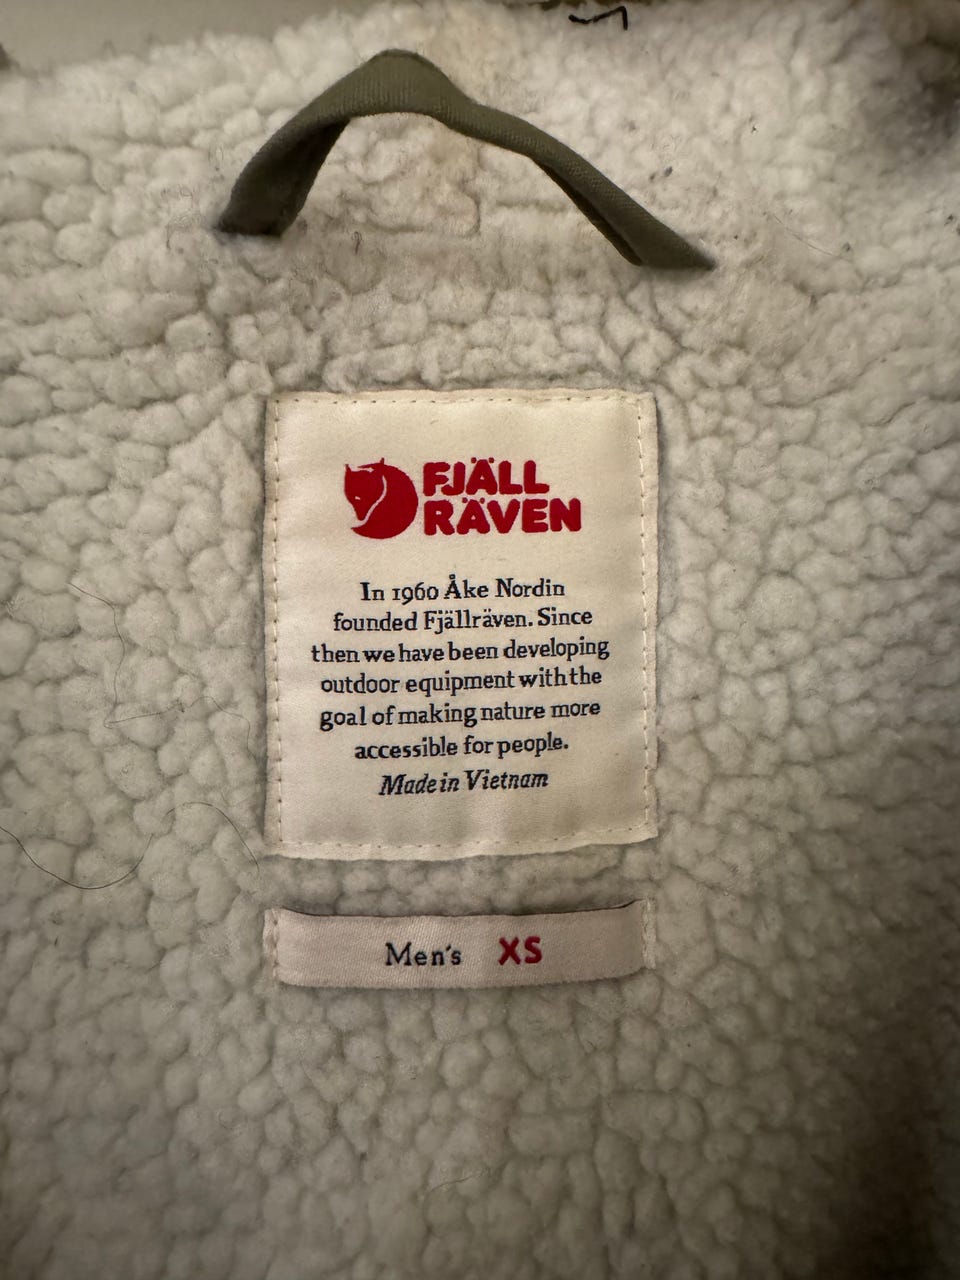 FJÄLL
RÄVEN
In 1960 Åke Nordin
founded Fjällräven. Since
then we have been developing
outdoor equipment with the
goal of making nature more
accessible for people.
Made in Vietnam
Men's XS